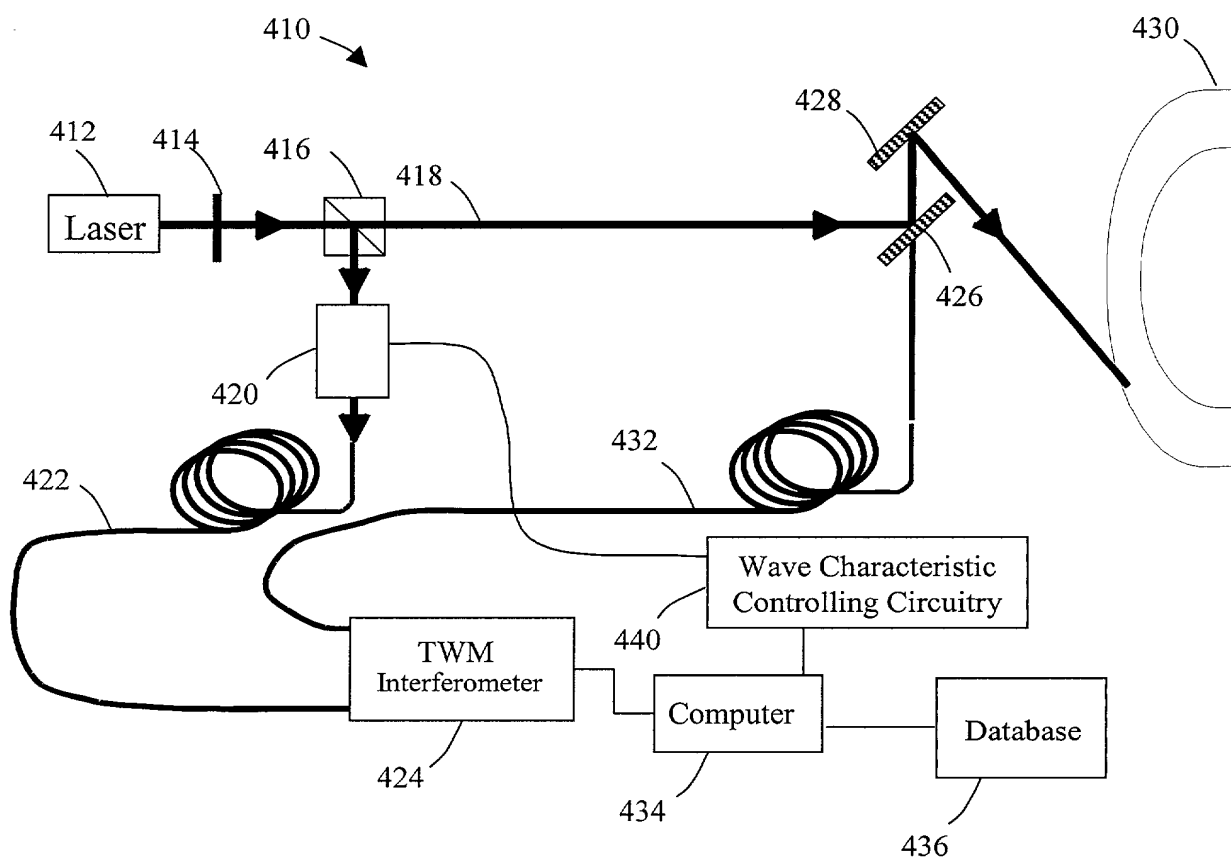 410
430
428
412
414
416
418
Laser
426
420
432
422
Wave Characteristic
Controlling Circuitry
440
TWM
Interferometer
Computer
Database
424
434
436